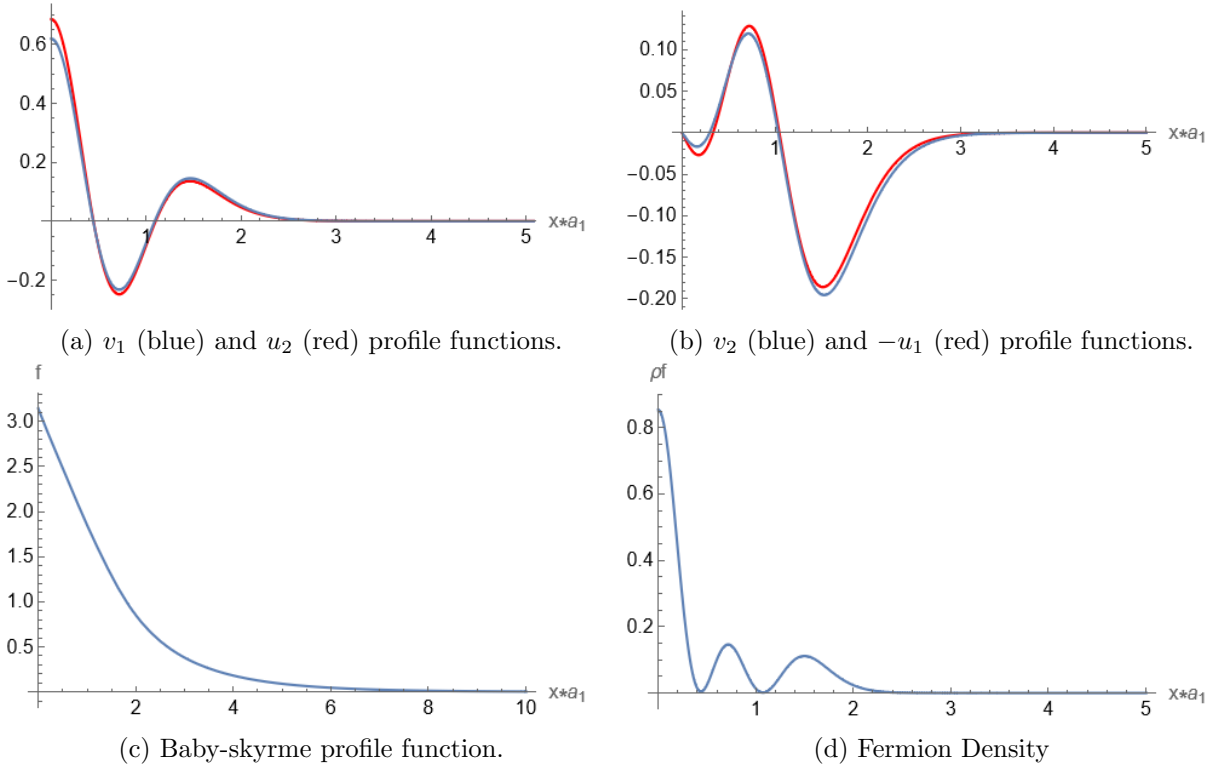 0.6
0.4
0.2
-0.2
1 2 3 4 5
x*a₁
0.10
0.05
-0.05
-0.10
-0.15
-0.20
1 2 3 4 5
x*a₁
(a) v₁ (blue) and u₂ (red) profile functions.
(b) v₂ (blue) and −u₁ (red) profile functions.
f
3.0
2.5
2.0
1.5
1.0
0.5
2 4 6 8 10
x*a₁
ρf
0.8
0.6
0.4
0.2
1 2 3 4 5
x*a₁
(c) Baby-skyrme profile function.
(d) Fermion Density